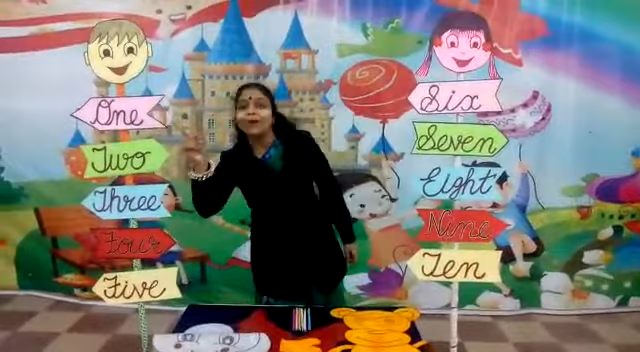 One
Two
Three
Four
Five
Six
Seven
Eight
Nine
Ten